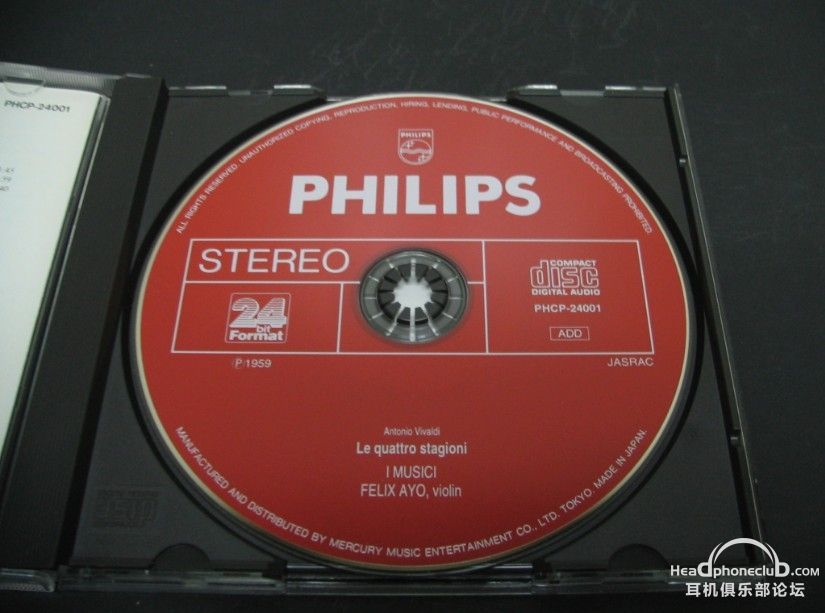 PHCP-24001
ALL RIGHTS RESERVED. UNAUTHORIZED COPYING, REPRODUCTION, HIRING, LENDING, PUBLIC PERFORMANCE AND BROADCASTING PROHIBITED.
PHILIPS
PHILIPS
STEREO
COMPACT
disc
DIGITAL AUDIO
24
bit
Format
PHCP-24001
ADD
Ⓟ1959
JASRAC
Antonio Vivaldi
Le quattro stagioni
I MUSICI
FELIX AYO, violin
MANUFACTURED AND DISTRIBUTED BY MERCURY MUSIC ENTERTAINMENT CO., LTD. TOKYO. MADE IN JAPAN.
Headphoneclub.com
耳机俱乐部论坛